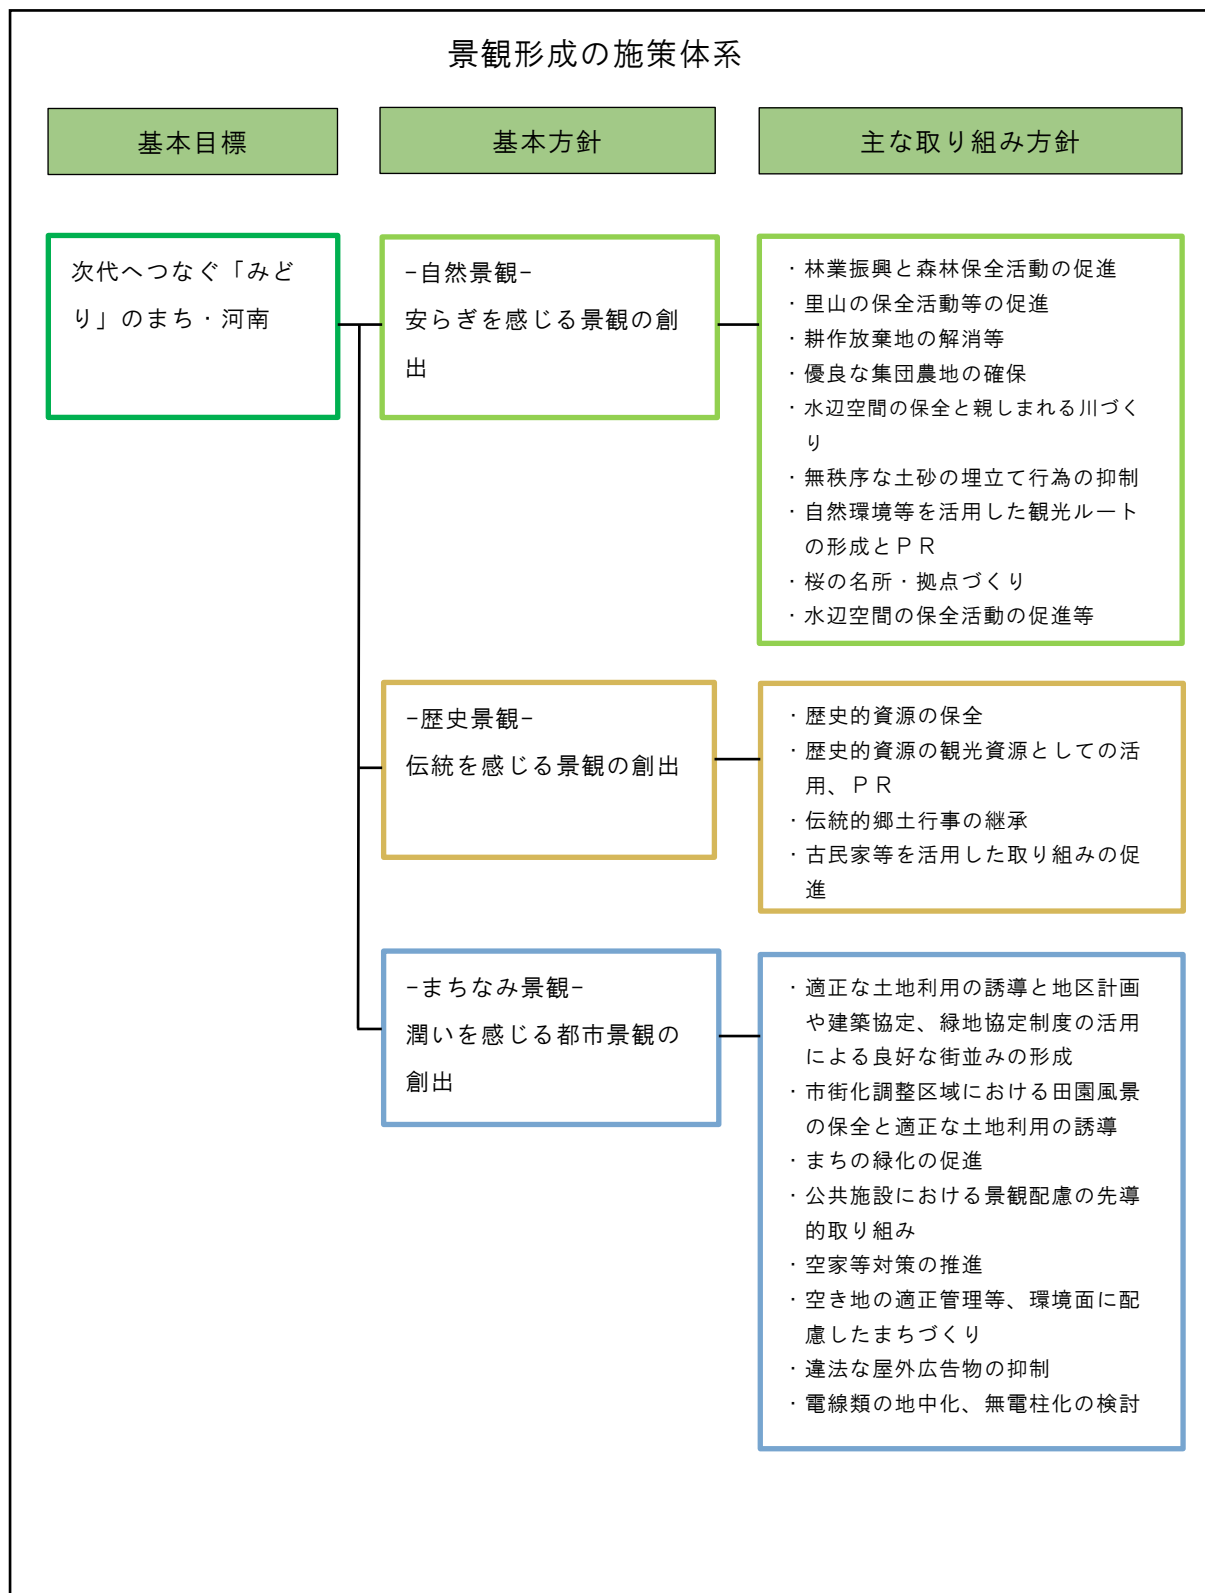 景観形成の施策体系
基本目標
基本方針
主な取り組み方針
次代へつなぐ「みど
り」のまち・河南
-自然景観-
安らぎを感じる景観の創
出
・林業振興と森林保全活動の促進
・里山の保全活動等の促進
・耕作放棄地の解消等
・優良な集団農地の確保
・水辺空間の保全と親しまれる川づく
り
・無秩序な土砂の埋立て行為の抑制
・自然環境等を活用した観光ルート
の形成とＰＲ
・桜の名所・拠点づくり
・水辺空間の保全活動の促進等
-歴史景観-
伝統を感じる景観の創出
・歴史的資源の保全
・歴史的資源の観光資源としての活
用、ＰＲ
・伝統的郷土行事の継承
・古民家等を活用した取り組みの促
進
-まちなみ景観-
潤いを感じる都市景観の
創出
・適正な土地利用の誘導と地区計画
や建築協定、緑地協定制度の活用
による良好な街並みの形成
・市街化調整区域における田園風景
の保全と適正な土地利用の誘導
・まちの緑化の促進
・公共施設における景観配慮の先導
的取り組み
・空家等対策の推進
・空き地の適正管理等、環境面に配
慮したまちづくり
・違法な屋外広告物の抑制
・電線類の地中化、無電柱化の検討